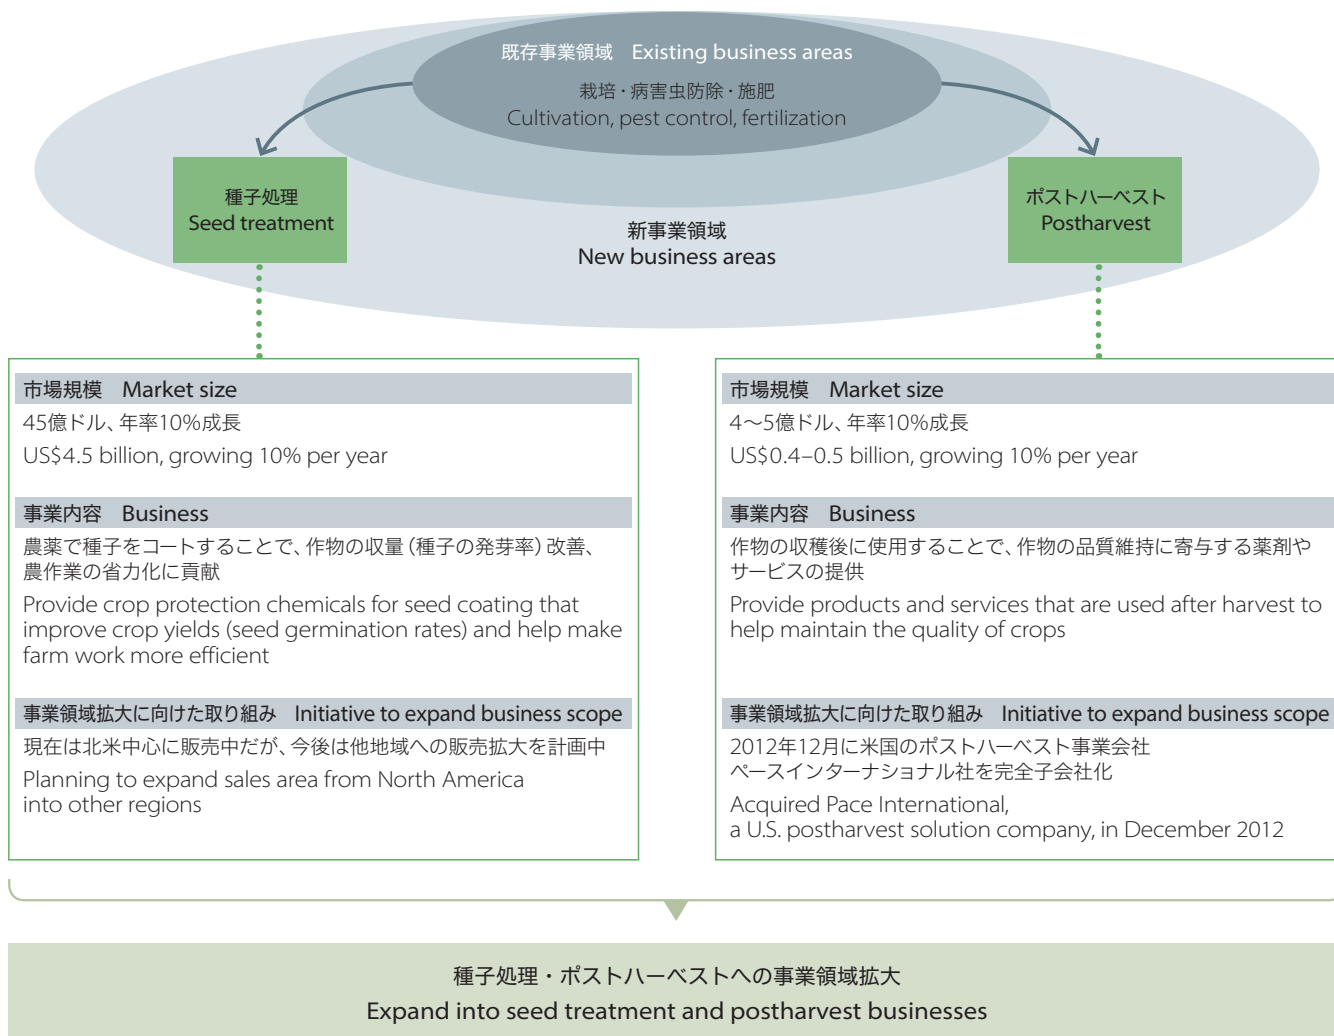 既存事業領域 Existing business areas
栽培・病害虫防除・施肥
Cultivation, pest control, fertilization
種子処理
Seed treatment
ポストハーベスト
Postharvest
新事業領域
New business areas
市場規模 Market size
45億ドル、年率10%成長
US$4.5 billion, growing 10% per year
事業内容 Business
農薬で種子をコートすることで、作物の収量(種子の発芽率)改善、
農作業の省力化に貢献
Provide crop protection chemicals for seed coating that
improve crop yields (seed germination rates) and help make
farm work more efficient
事業領域拡大に向けた取り組み Initiative to expand business scope
現在は北米中心に販売中だが、今後は他地域への販売拡大を計画中
Planning to expand sales area from North America
into other regions
市場規模 Market size
4〜5億ドル、年率10%成長
US$0.4–0.5 billion, growing 10% per year
事業内容 Business
作物の収穫後に使用することで、作物の品質維持に寄与する薬剤や
サービスの提供
Provide products and services that are used after harvest to
help maintain the quality of crops
事業領域拡大に向けた取り組み Initiative to expand business scope
2012年12月に米国のポストハーベスト事業会社
ペースインターナショナル社を完全子会社化
Acquired Pace International,
a U.S. postharvest solution company, in December 2012
種子処理・ポストハーベストへの事業領域拡大
Expand into seed treatment and postharvest businesses